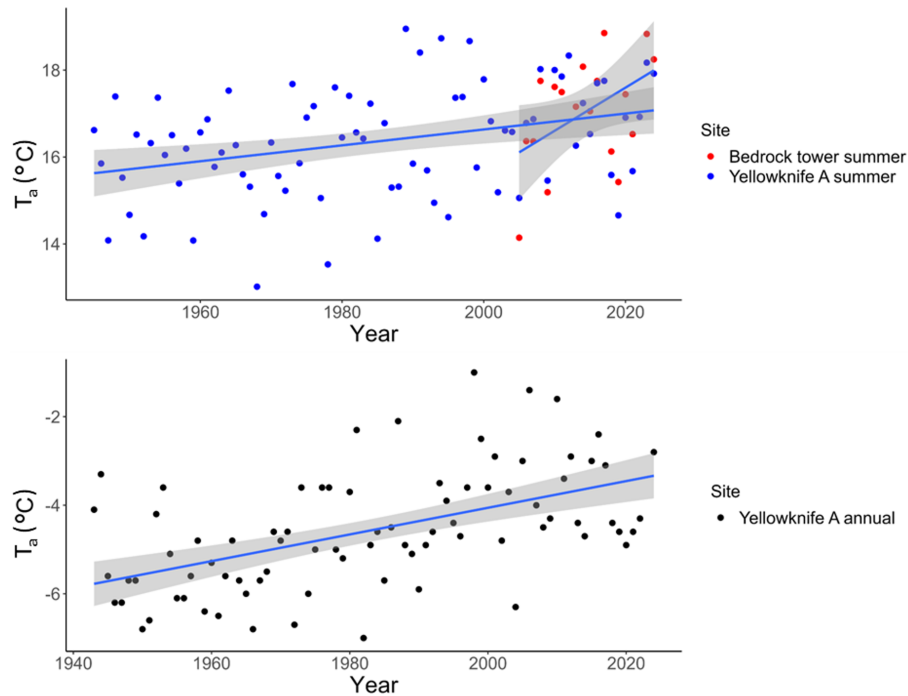 18
16
14
Tₐ (°C)
1960
1980
2000
2020
Year
Site
Bedrock tower summer
Yellowknife A summer
-2
-4
-6
Tₐ (°C)
1940
1960
1980
2000
2020
Year
Site
Yellowknife A annual